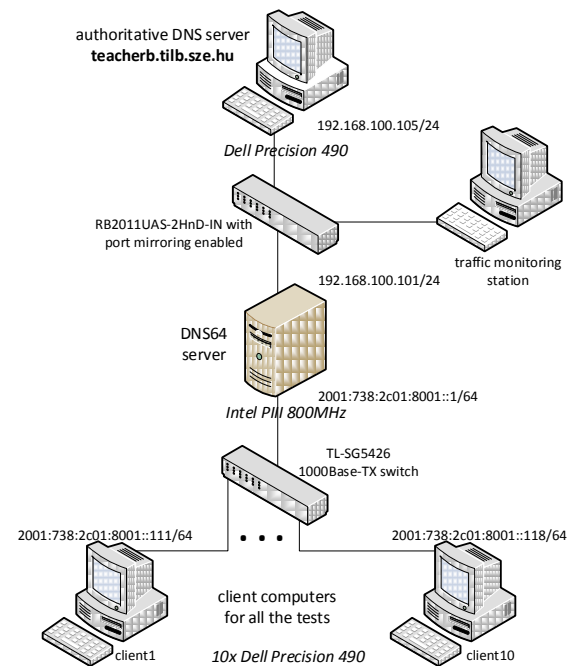 authoritative DNS server
teacherb.tilb.sze.hu
192.168.100.105/24
Dell Precision 490
RB2011UAS-2HnD-IN with
port mirroring enabled
traffic monitoring
station
192.168.100.101/24
DNS64
server
2001:738:2c01:8001::1/64
Intel PIII 800MHz
TL-SG5426
1000Base-TX switch
2001:738:2c01:8001::111/64
2001:738:2c01:8001::118/64
. . .
client computers
for all the tests
client1
10x Dell Precision 490
client10